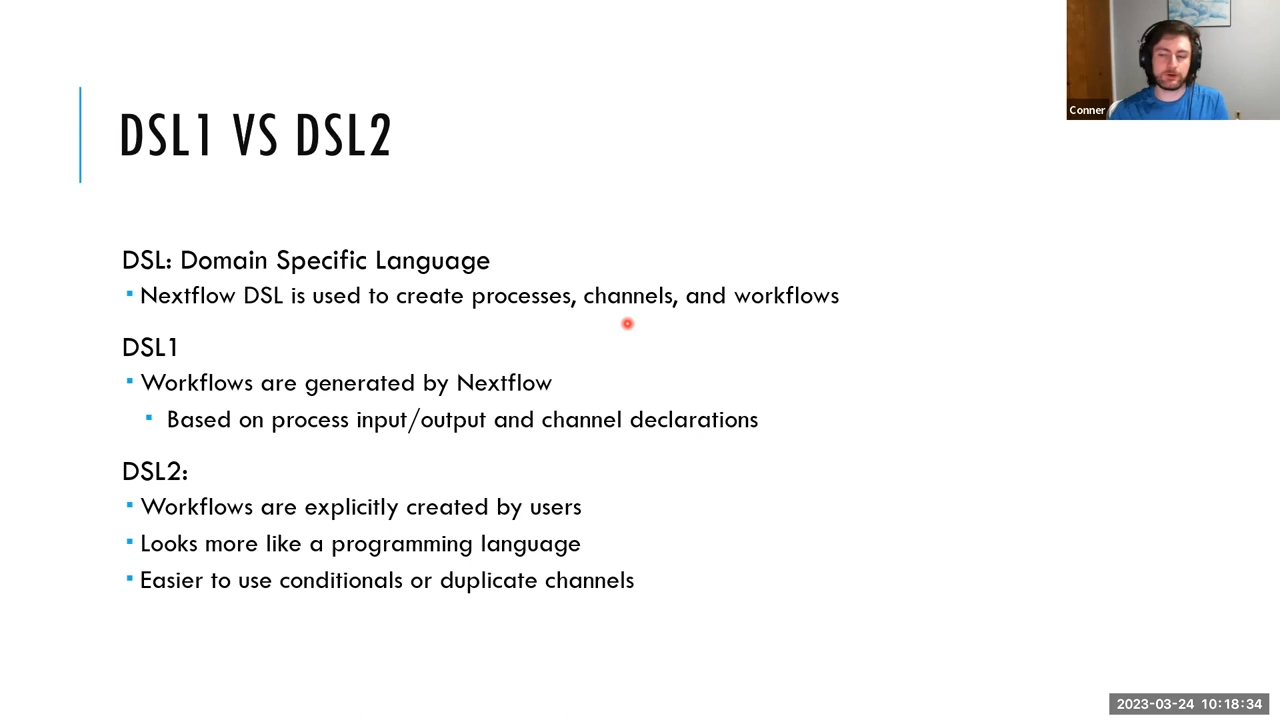 Conner
DSL1 VS DSL2
DSL: Domain Specific Language
Nextflow DSL is used to create processes, channels, and workflows
DSL1
Workflows are generated by Nextflow
Based on process input/output and channel declarations
DSL2:
Workflows are explicitly created by users
Looks more like a programming language
Easier to use conditionals or duplicate channels
2023-03-24 10:18:34